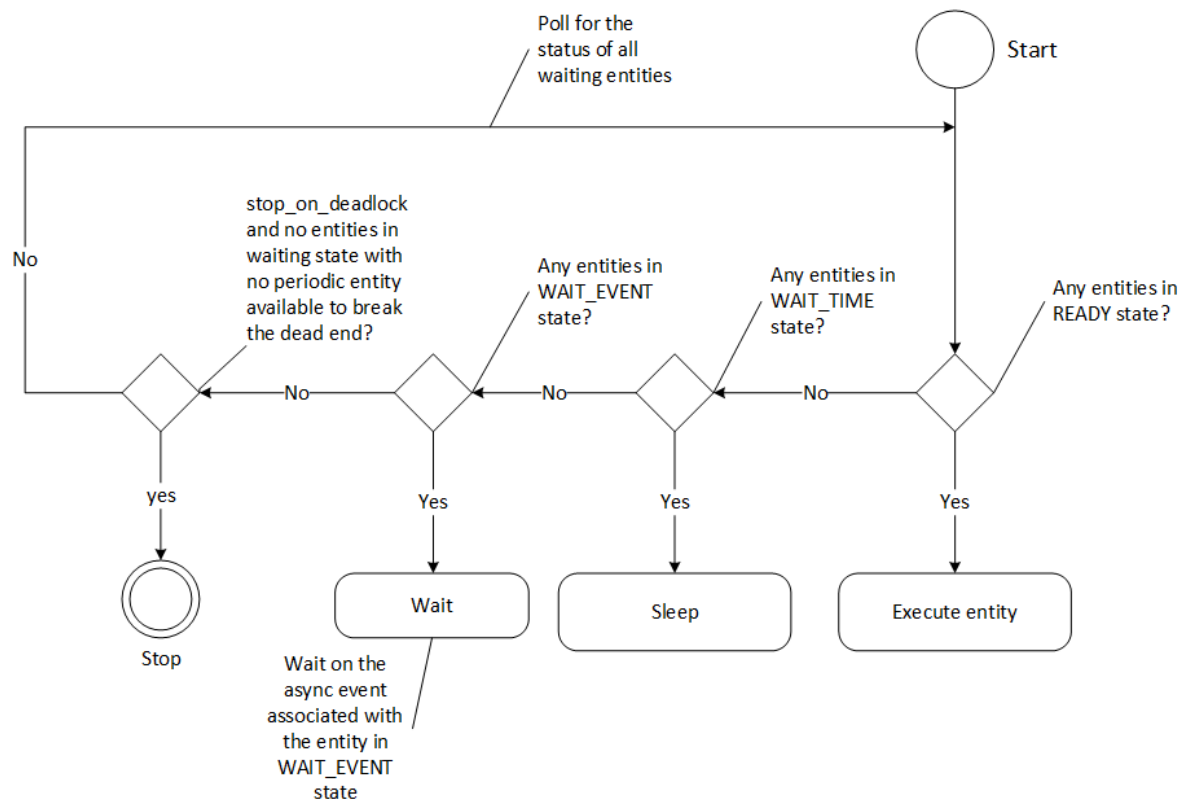 Poll for the
status of all
waiting entities
Start
stop_on_deadlock
and no entities in
waiting state with
no periodic entity
available to break
the dead end?
Any entities in
WAIT_EVENT
state?
Any entities in
WAIT_TIME
state?
Any entities in
READY state?
No
No
No
No
yes
Yes
Yes
Yes
Wait
Sleep
Execute entity
Stop
Wait on the
async event
associated with
the entity in
WAIT_EVENT
state